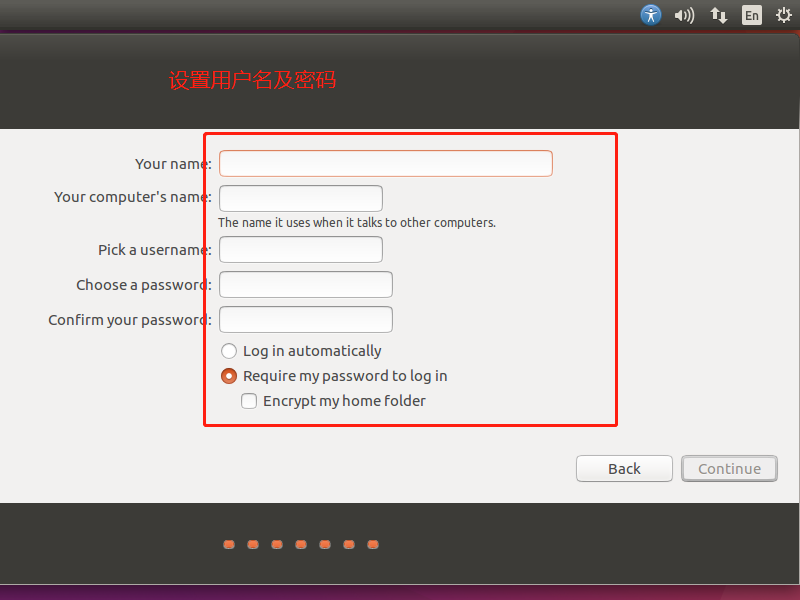 En
设置用户名及密码
Your name:
Your computer's name:
The name it uses when it talks to other computers.
Pick a username:
Choose a password:
Confirm your password:
Log in automatically
Require my password to log in
Encrypt my home folder
Back
Continue